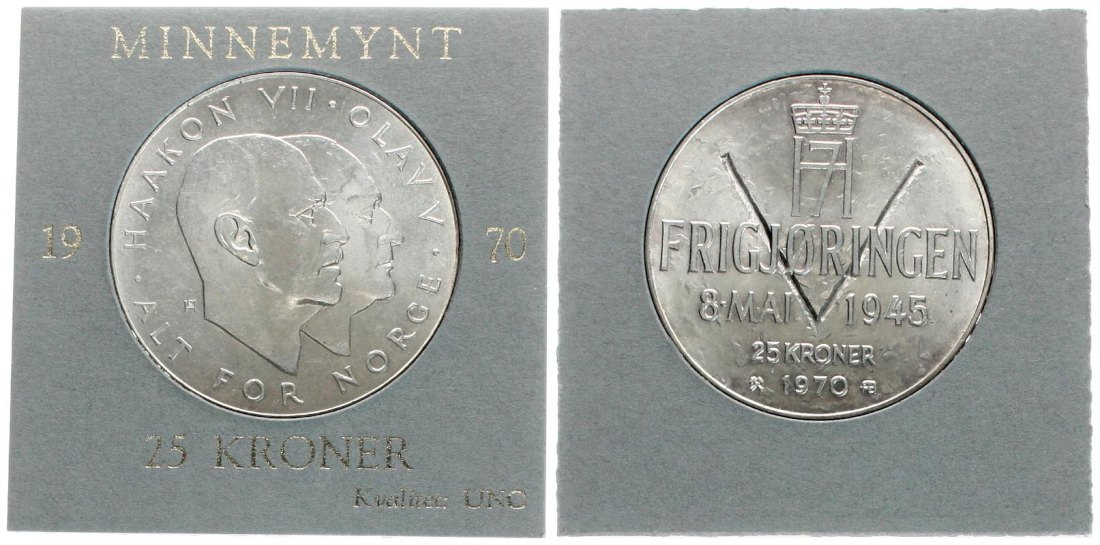 MINNEMYNT
HAAKON VII · OLAV V · ALT FOR NORGE ·
19 70
25 KRONER
Kvalitet: UNC
H7
FRIGJØRINGEN
8·MAI 1945
25 KRONER
1970